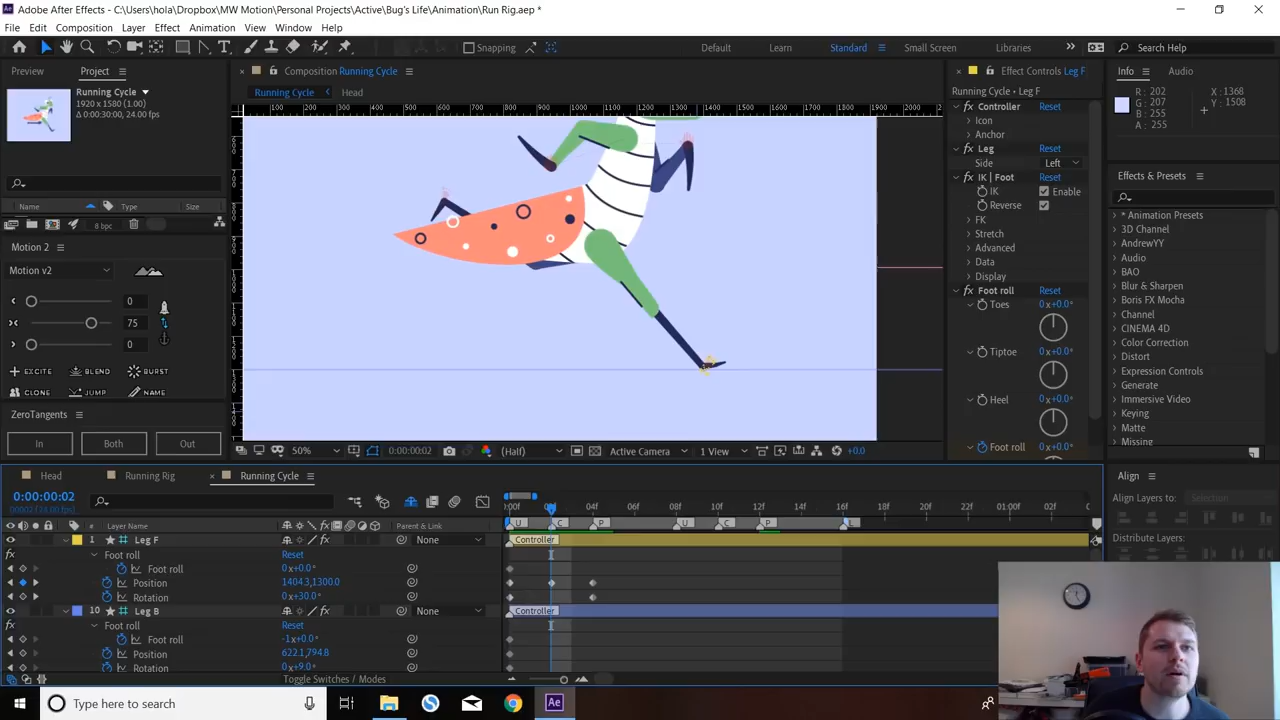 Adobe After Effects - C:\Users\hola\Dropbox\MW Motion\Personal Projects\Active\Bug's Life\Animation\Run Rig.aep *
File Edit Composition Layer Effect Animation View Window Help
Snapping Default Learn Standard Small Screen Libraries Search Help
Preview Project Composition Running Cycle Effect Controls Leg F Info Audio
Running Cycle Head
Running Cycle
1920 x 1580 (1.00)
Δ 0:00:30:00, 24.00 fps
Running Cycle • Leg F
R : 202
G : 207
B : 255
A : 255
X : 1368
Y : 1508
Controller Reset
Icon
Anchor
Leg Reset
Side Left
IK | Foot Reset
IK Enable
Reverse
FK
Stretch
Advanced
Data
Display
Foot roll Reset
Toes 0x+0.0°
Tiptoe 0x+0.0°
Heel 0x+0.0°
Foot roll 0x+0.0°
Effects & Presets
* Animation Presets
3D Channel
AndrewYY
Audio
BAO
Blur & Sharpen
Boris FX Mocha
Channel
CINEMA 4D
Color Correction
Distort
Expression Controls
Generate
Immersive Video
Keying
Matte
Missing
Name Type Size
8 bpc
Motion 2
Motion v2
0
75
0
EXCITE BLEND BURST
CLONE JUMP NAME
ZeroTangents
In Both Out
50% 0:00:00:02 (Half) Active Camera 1 View +0.0
Head Running Rig Running Cycle
0:00:00:02
Layer Name Parent & Link
04f 08f 12f 16f 20f 01:00f 04f
U C P U C P
1 Leg F None Controller
Foot roll Reset
Foot roll 0x+0.0°
Position 1404.3,1300.0
Rotation 0x+30.0°
10 Leg B None Controller
Foot roll Reset
Foot roll -1x+0.0°
Position 622.1,794.8
Rotation 0x+9.0°
Toggle Switches / Modes
Align
Align Layers to: Selection
Distribute Layers:
Type here to search